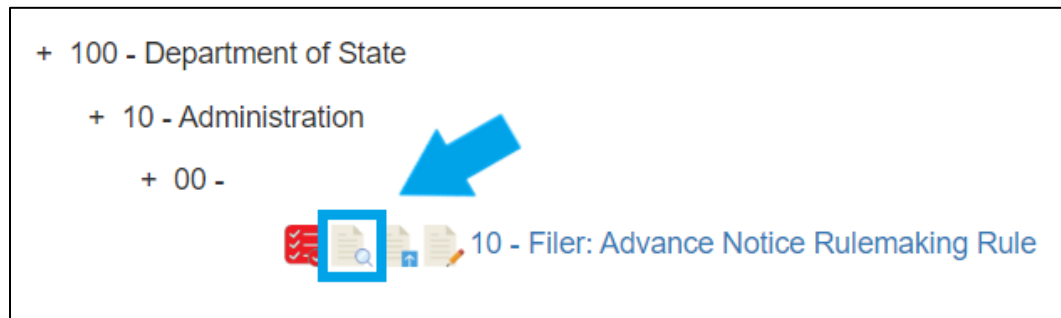 + 100 - Department of State
+ 10 - Administration
+ 00 -
10 - Filer: Advance Notice Rulemaking Rule